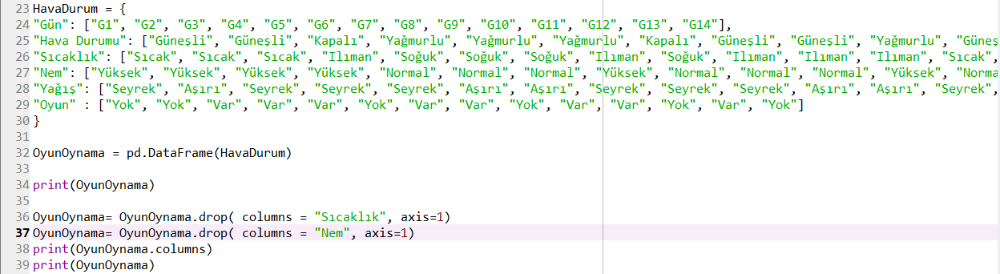 23 HavaDurum = {
24 "Gün": ["G1", "G2", "G3", "G4", "G5", "G6", "G7", "G8", "G9", "G10", "G11", "G12", "G13", "G14"],
25 "Hava Durumu": ["Güneşli", "Güneşli", "Kapalı", "Yağmurlu", "Yağmurlu", "Yağmurlu", "Kapalı", "Güneşli", "Güneşli", "Yağmurlu", "Güneş
26 "Sıcaklık": ["Sıcak", "Sıcak", "Sıcak", "Ilıman", "Soğuk", "Soğuk", "Soğuk", "Ilıman", "Soğuk", "Ilıman", "Ilıman", "Ilıman", "Sıcak",
27 "Nem": ["Yüksek", "Yüksek", "Yüksek", "Yüksek", "Normal", "Normal", "Normal", "Yüksek", "Normal", "Normal", "Normal", "Yüksek", "Norma
28 "Yağış": ["Seyrek", "Aşırı", "Seyrek", "Seyrek", "Seyrek", "Aşırı", "Aşırı", "Seyrek", "Seyrek", "Seyrek", "Aşırı", "Aşırı", "Seyrek",
29 "Oyun" : ["Yok", "Yok", "Var", "Var", "Var", "Yok", "Var", "Var", "Yok", "Var", "Var", "Yok", "Var", "Yok"]
30 }
31
32 OyunOynama = pd.DataFrame(HavaDurum)
33
34 print(OyunOynama)
35
36 OyunOynama= OyunOynama.drop( columns = "Sıcaklık", axis=1)
37 OyunOynama= OyunOynama.drop( columns = "Nem", axis=1)
38 print(OyunOynama.columns)
39 print(OyunOynama)